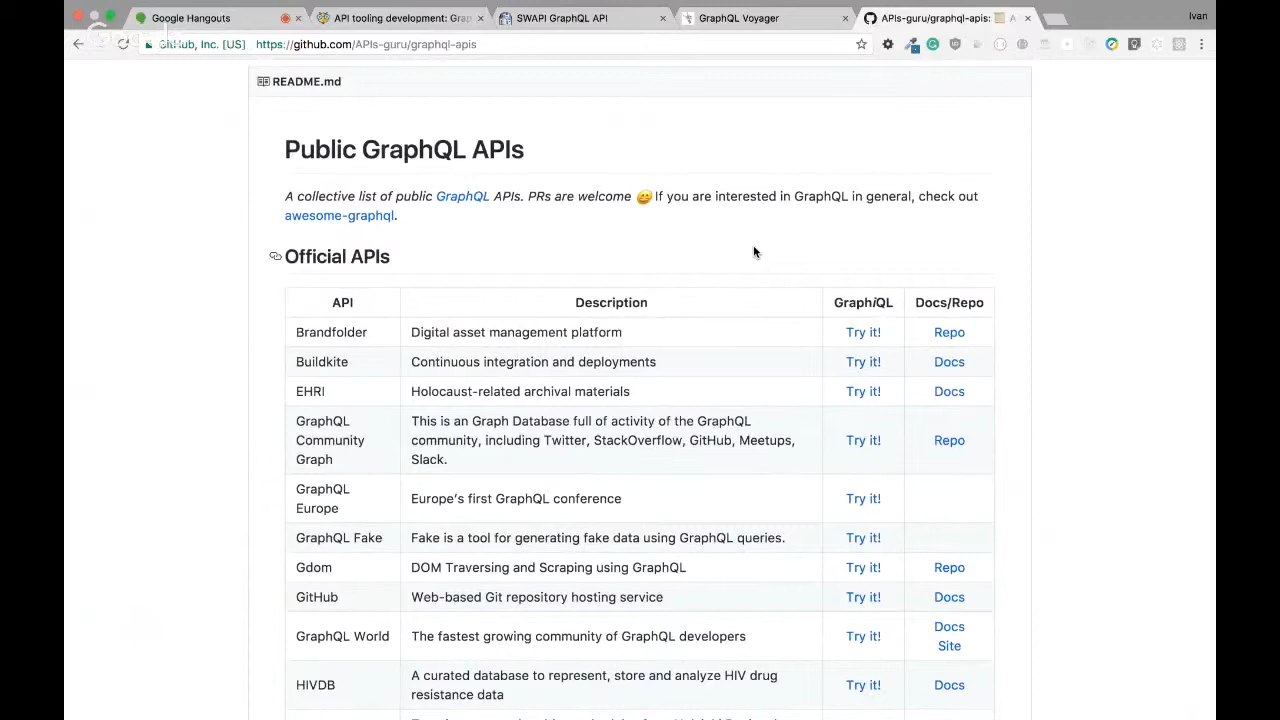 Google Hangouts
API tooling development: Grap
SWAPI GraphQL API
GraphQL Voyager
APIs-guru/graphql-apis:
Ivan
GitHub, Inc. [US]
https://github.com/APIs-guru/graphql-apis
README.md
Public GraphQL APIs
A collective list of public GraphQL APIs. PRs are welcome 😄 If you are interested in GraphQL in general, check out
awesome-graphql.
Official APIs
API Description GraphiQL Docs/Repo
Brandfolder Digital asset management platform Try it! Repo
Buildkite Continuous integration and deployments Try it! Docs
EHRI Holocaust-related archival materials Try it! Docs
GraphQL
Community
Graph
This is an Graph Database full of activity of the GraphQL
community, including Twitter, StackOverflow, GitHub, Meetups,
Slack.
Try it! Repo
GraphQL
Europe
Europe's first GraphQL conference Try it!
GraphQL Fake Fake is a tool for generating fake data using GraphQL queries. Try it!
Gdom DOM Traversing and Scraping using GraphQL Try it! Repo
GitHub Web-based Git repository hosting service Try it! Docs
GraphQL World The fastest growing community of GraphQL developers Try it! Docs
Site
HIVDB
A curated database to represent, store and analyze HIV drug
resistance data
Try it! Docs